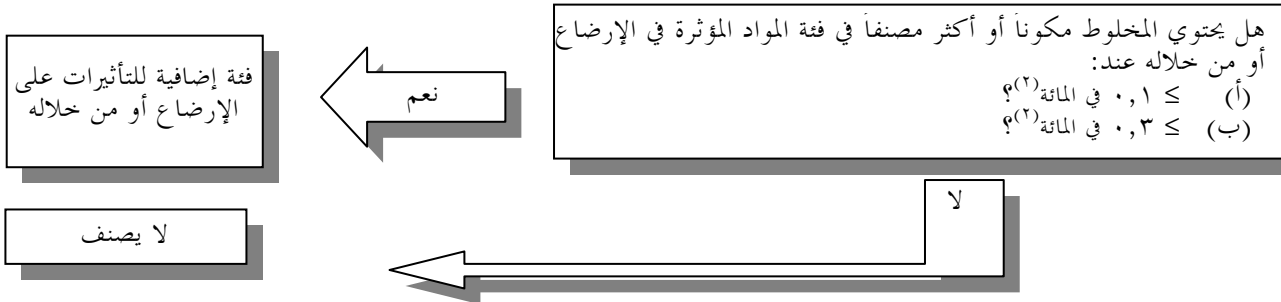 هل يحتوي المخلوط مكوناً أو أكثر مصنفاً في فئة المواد المؤثرة في الإرضاع
أو من خلاله عند:
(أ) ≤ ٠,١ في المائة(٢)؟
(ب) ≤ ٠,٣ في المائة(٢)؟
نعم
فئة إضافية للتأثيرات على
الإرضاع أو من خلاله
لا
لا يصنف